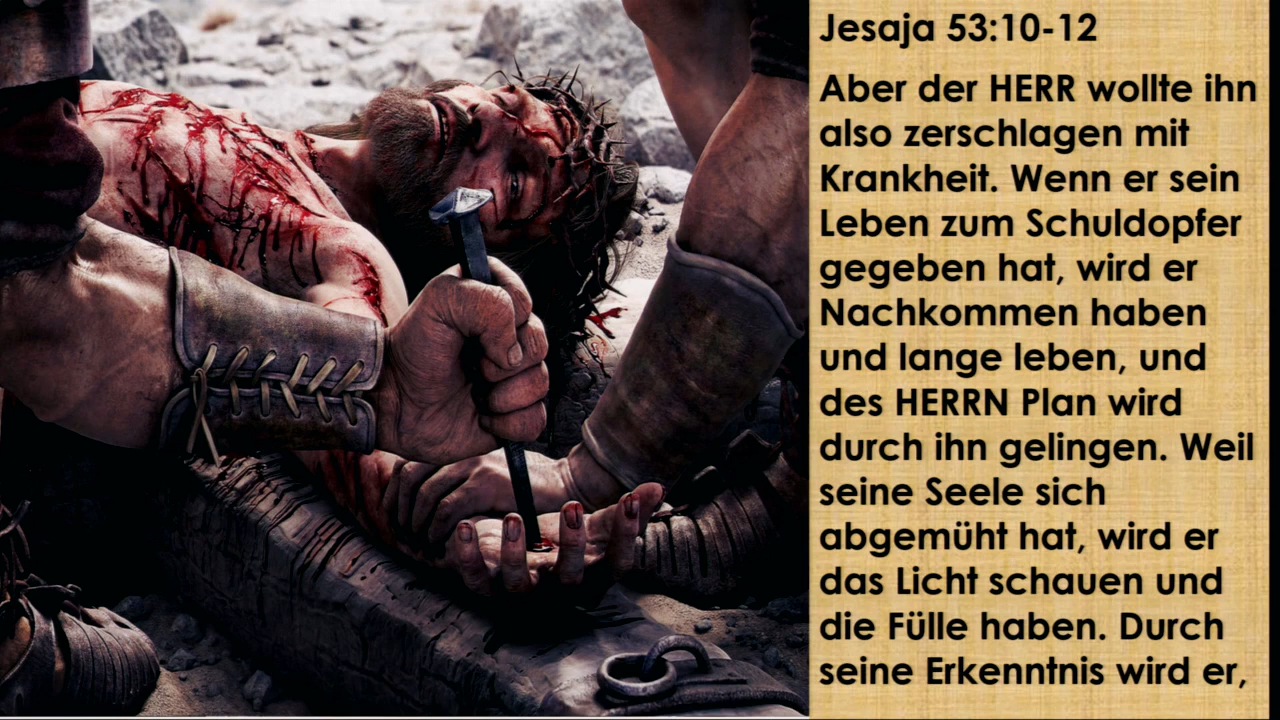 Jesaja 53:10-12
Aber der HERR wollte ihn
also zerschlagen mit
Krankheit. Wenn er sein
Leben zum Schuldopfer
gegeben hat, wird er
Nachkommen haben
und lange leben, und
des HERRN Plan wird
durch ihn gelingen. Weil
seine Seele sich
abgemüht hat, wird er
das Licht schauen und
die Fülle haben. Durch
seine Erkenntnis wird er,